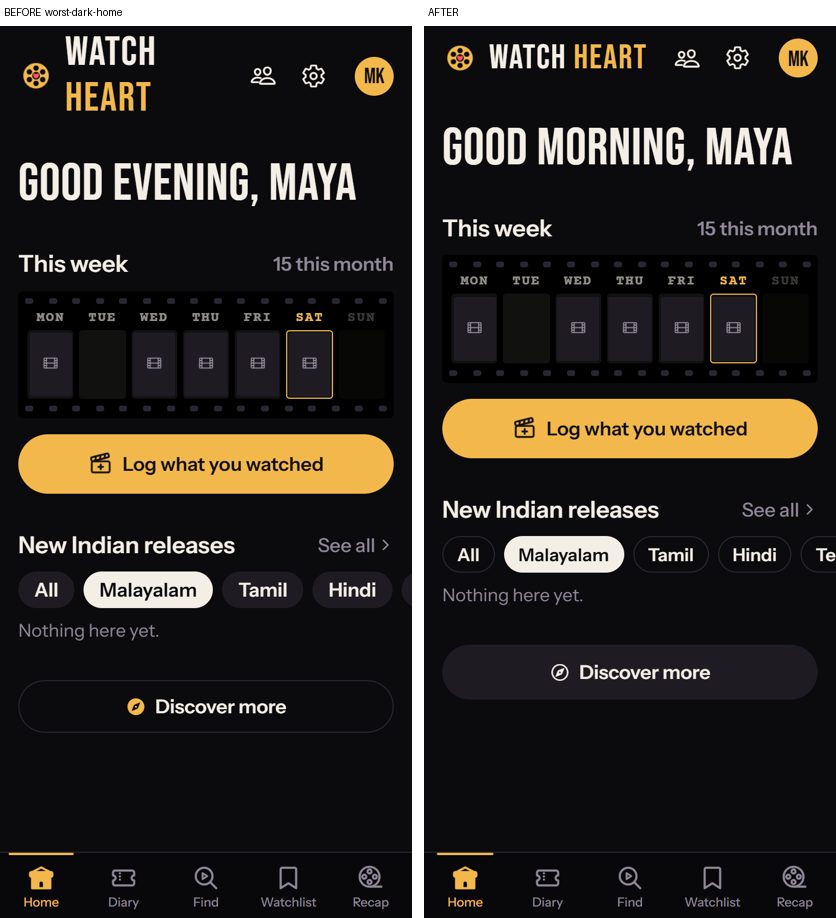 BEFORE worst-dark-home
WATCH
HEART
MK
GOOD EVENING, MAYA
This week 15 this month
MON TUE WED THU FRI SAT SUN
Log what you watched
New Indian releases See all
All Malayalam Tamil Hindi
Nothing here yet.
Discover more
Home Diary Find Watchlist Recap
AFTER
WATCH HEART MK
GOOD MORNING, MAYA
This week 15 this month
MON TUE WED THU FRI SAT SUN
Log what you watched
New Indian releases See all
All Malayalam Tamil Hindi Te
Nothing here yet.
Discover more
Home Diary Find Watchlist Recap